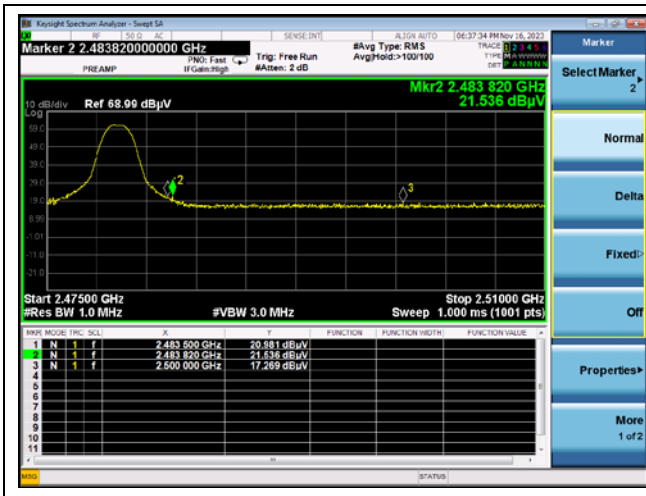 Keysight Spectrum Analyzer - Swept SA
RF 50 Ω AC SENSE:INT ALIGN AUTO 06:37:34 PM Nov 16, 2023
Marker 2 2.483820000000 GHz
PREAMP
PNO: Fast
IFGain:High
Trig: Free Run
#Atten: 2 dB
#Avg Type: RMS
Avg|Hold:>100/100
TRACE 1 2 3 4 5 6
TYPE
DET P A N N N N
Mkr2 2.483 820 GHz
21.536 dBµV
10 dB/div Ref 68.99 dBµV
Log
59.0
49.0
39.0
29.0
19.0
8.99
-1.01
-11.0
-21.0
2
3
Start 2.47500 GHz Stop 2.51000 GHz
#Res BW 1.0 MHz #VBW 3.0 MHz Sweep 1.000 ms (1001 pts)
MKR MODE TRC SCL X Y FUNCTION FUNCTION WIDTH FUNCTION VALUE
1 N 1 f 2.483 500 GHz 20.981 dBµV
2 N 1 f 2.483 820 GHz 21.536 dBµV
3 N 1 f 2.500 000 GHz 17.269 dBµV
4
5
6
7
8
9
10
11
MSG STATUS
Marker
Select Marker
2
Normal
Delta
Fixed
Off
Properties
More
1 of 2